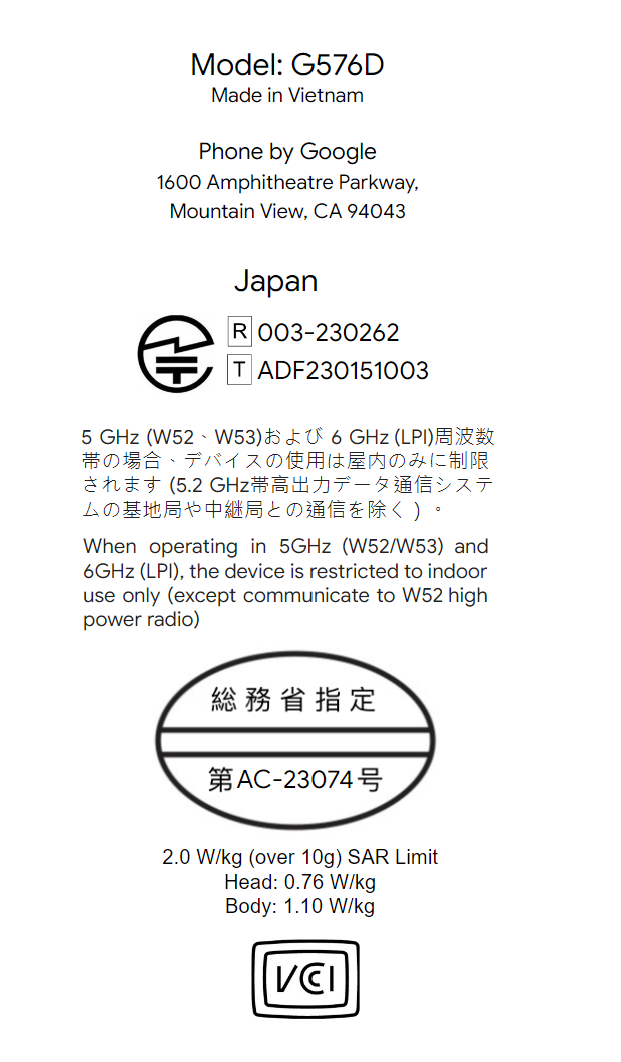 Model: G576D
Made in Vietnam
Phone by Google
1600 Amphitheatre Parkway,
Mountain View, CA 94043
Japan
R 003-230262
T ADF230151003
5 GHz (W52、W53)および 6 GHz (LPI)周波数
帯の場合、デバイスの使用は屋内のみに制限
されます (5.2 GHz帯高出力データ通信システ
ムの基地局や中継局との通信を除く ) 。
When operating in 5GHz (W52/W53) and
6GHz (LPI), the device is restricted to indoor
use only (except communicate to W52 high
power radio)
総務省指定
第AC-23074号
2.0 W/kg (over 10g) SAR Limit
Head: 0.76 W/kg
Body: 1.10 W/kg
VCCI